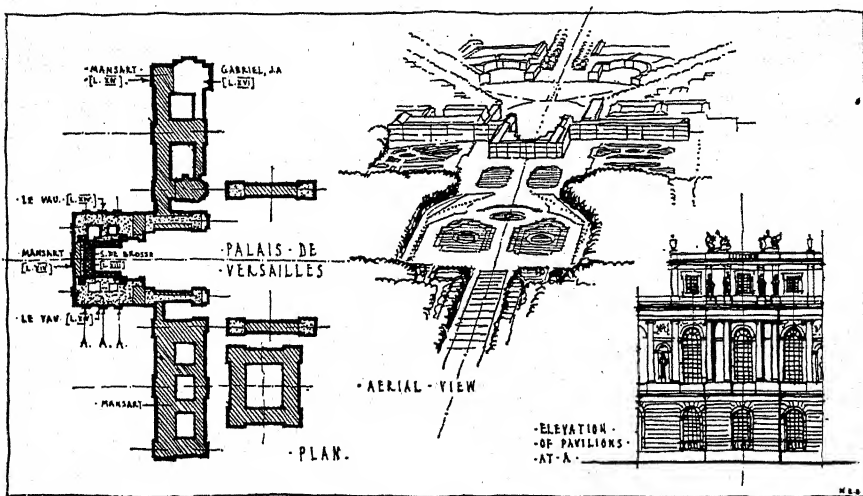 ·MANSART·
[L·XIV]·
GABRIEL, J.A
[L·XVI]
·LE VAU·[L·XIV]·
·MANSART
[L·XIV]
·S. DE BROSSE
[L·XIII]
·PALAIS·DE·
·VERSAILLES
·LE VAU·[L·XIV]·
A. A. A.
·MANSART·
·PLAN.
·AERIAL·VIEW
·ELEVATION·
·OF PAVILIONS·
·AT·A·